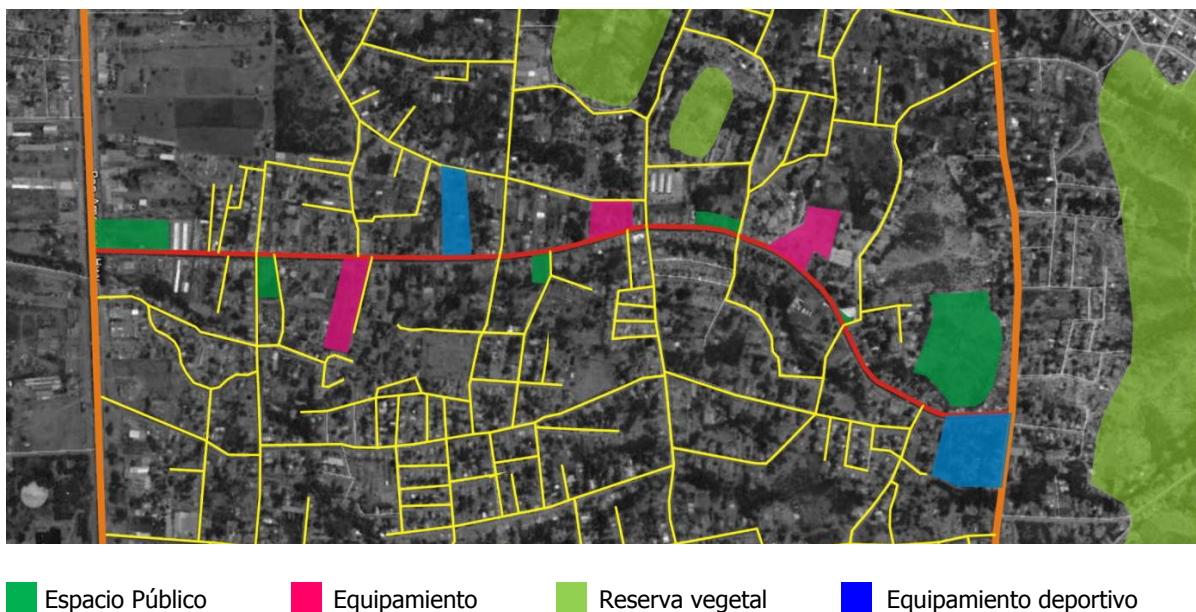 Espacio Público
Equipamiento
Reserva vegetal
Equipamiento deportivo